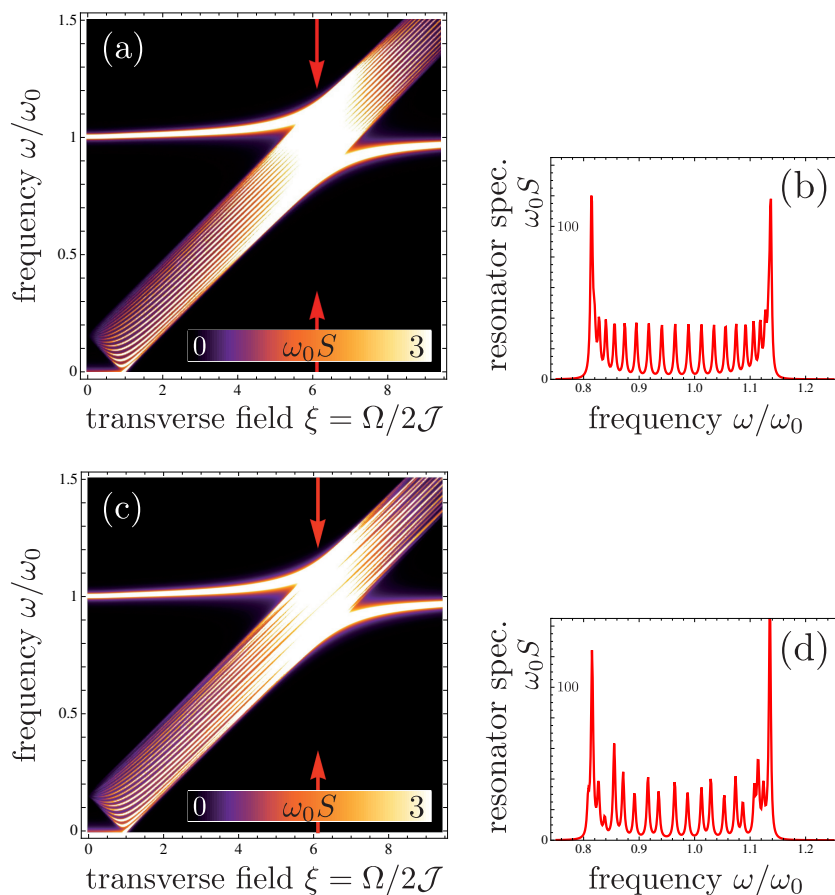 (a)
frequency ω/ω₀
1.5
1
0.5
0
0 ω₀S 3
0 2 4 6 8
transverse field ξ = Ω/2𝒥
(b)
resonator spec.
ω₀S
100
0
0.8 0.9 1.0 1.1 1.2
frequency ω/ω₀
(c)
frequency ω/ω₀
1.5
1
0.5
0
0 ω₀S 3
0 2 4 6 8
transverse field ξ = Ω/2𝒥
(d)
resonator spec.
ω₀S
100
0
0.8 0.9 1.0 1.1 1.2
frequency ω/ω₀